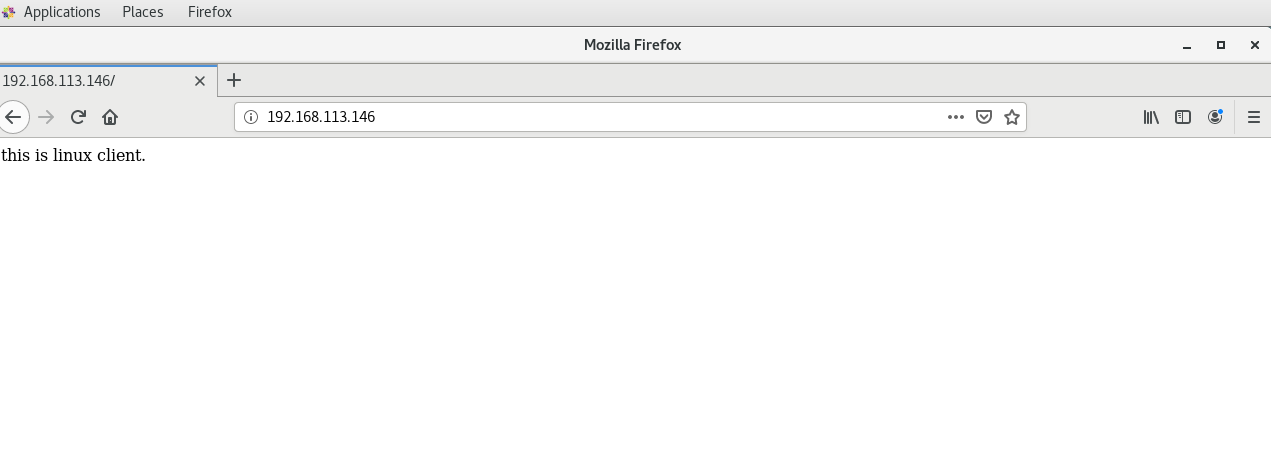 Applications Places Firefox
Mozilla Firefox
192.168.113.146/
192.168.113.146
this is linux client.